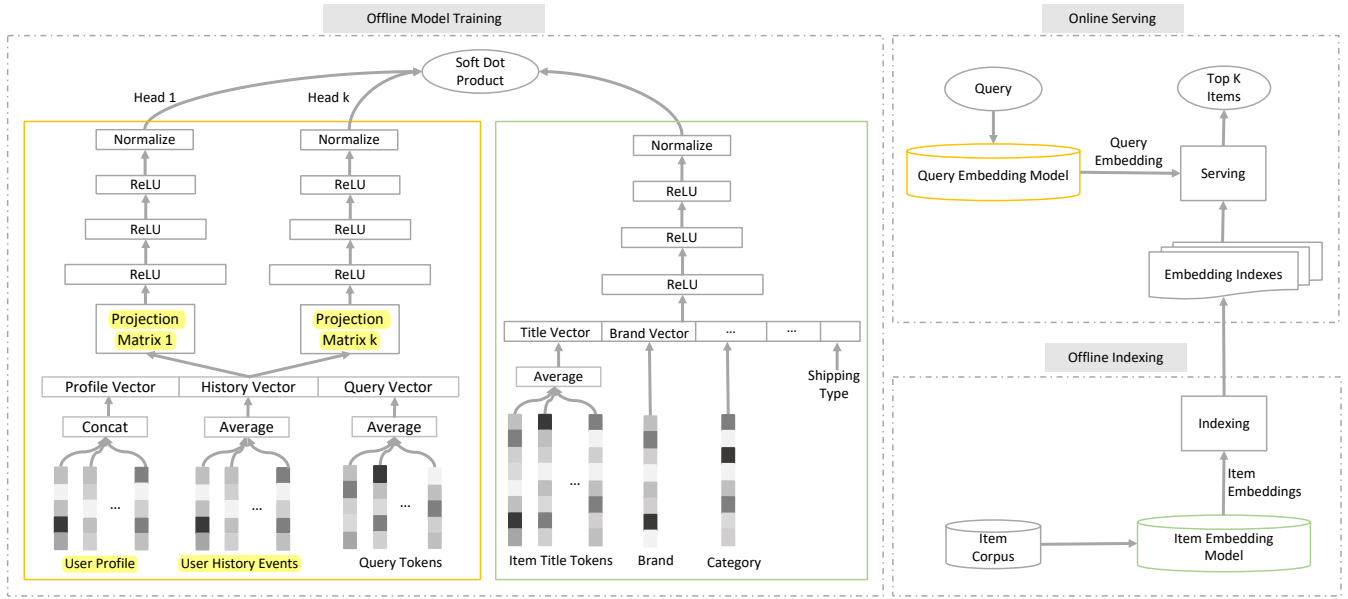 Offline Model Training
Soft Dot
Product
Head 1
Head k
Normalize
Normalize
ReLU
ReLU
ReLU
ReLU
ReLU
ReLU
Projection
Matrix 1
Projection
Matrix k
Profile Vector
History Vector
Query Vector
Concat
Average
Average
...
...
...
User Profile
User History Events
Query Tokens
Normalize
ReLU
ReLU
ReLU
Title Vector
Brand Vector
...
...
Average
Shipping
Type
...
Item Title Tokens
Brand
Category
Online Serving
Query
Top K
Items
Query Embedding Model
Query
Embedding
Serving
Embedding Indexes
Offline Indexing
Indexing
Item
Embeddings
Item
Corpus
Item Embedding
Model